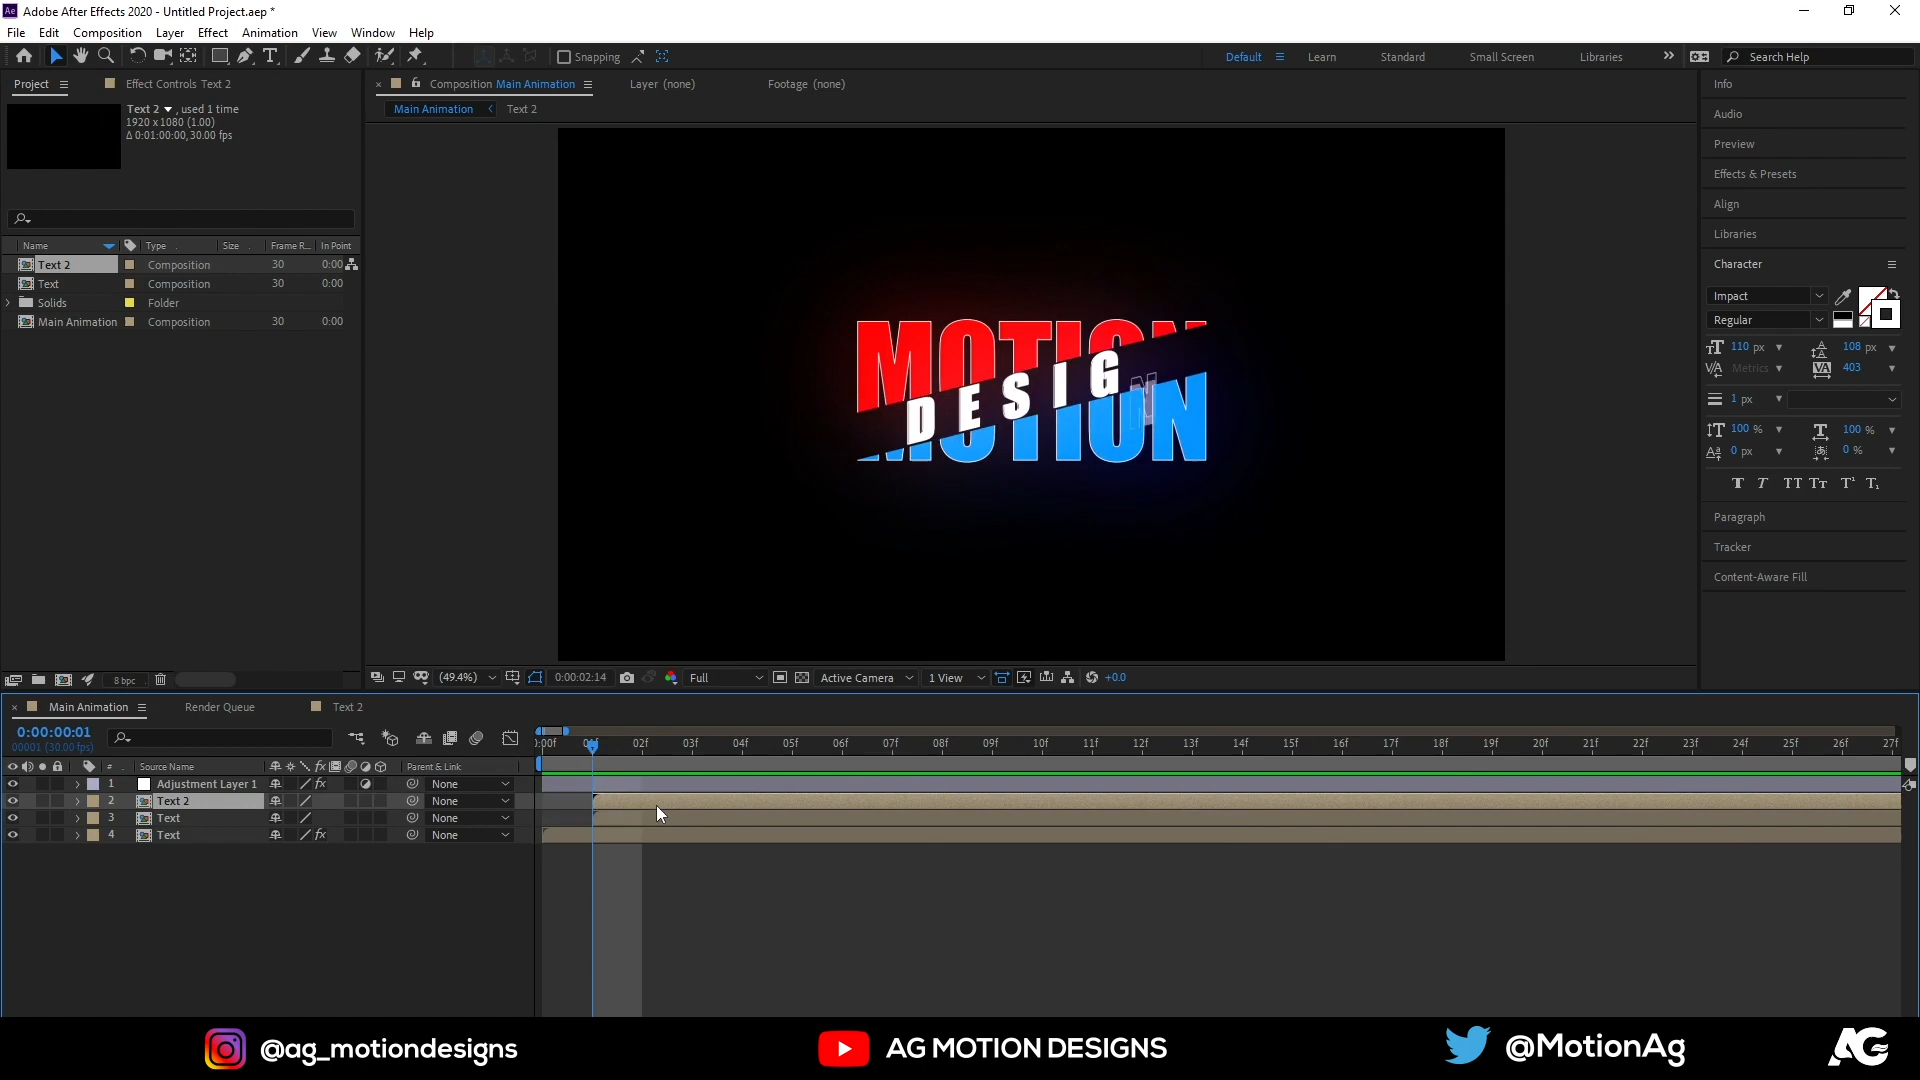 Ae Adobe After Effects 2020 - Untitled Project.aep *
File Edit Composition Layer Effect Animation View Window Help
Snapping
Default Learn Standard Small Screen Libraries Search Help
Project Effect Controls Text 2
Text 2 , used 1 time
1920 x 1080 (1.00)
Δ 0:01:00:00, 30.00 fps
Name Type Size Frame R... In Point
Text 2 Composition 30 0:00
Text Composition 30 0:00
Solids Folder
Main Animation Composition 30 0:00
8 bpc
Composition Main Animation Layer (none) Footage (none)
Main Animation Text 2
MOTION
DESIGN
MOTION
(49.4%) 0:00:02:14 Full Active Camera 1 View +0.0
Info
Audio
Preview
Effects & Presets
Align
Libraries
Character
Impact
Regular
110 px 108 px
Metrics 403
1 px
100 % 100 %
0 px 0 %
T T TT Tt T¹ T₁
Paragraph
Tracker
Content-Aware Fill
Main Animation Render Queue Text 2
0:00:00:01
00001 (30.00 fps)
):00f 01f 02f 03f 04f 05f 06f 07f 08f 09f 10f 11f 12f 13f 14f 15f 16f 17f 18f 19f 20f 21f 22f 23f 24f 25f 26f 27f
# Source Name fx Parent & Link
1 Adjustment Layer 1 fx None
2 Text 2 None
3 Text None
4 Text fx None
@ag_motiondesigns AG MOTION DESIGNS @MotionAg AG